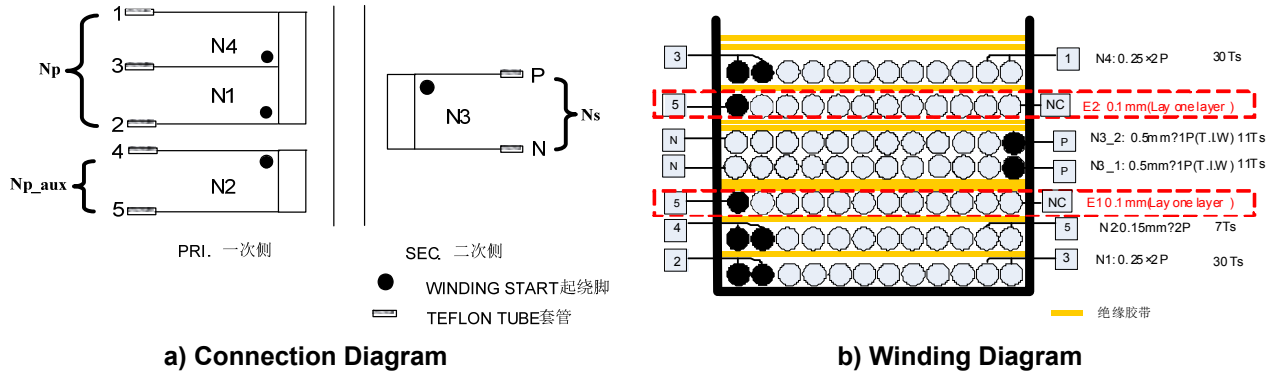 1
N4
Np
3
N1
2
4
Np_aux
N2
5
PRI. 一次侧
P
N3
Ns
N
SEC. 二次侧
WINDING START起绕脚
TEFLON TUBE套管
a) Connection Diagram
3
1
N4: 0.25×2P 30Ts
5
NC
E2 0.1mm(Lay one layer )
N
P
N3_2: 0.5mm?1P(T.I.W) 11Ts
N
P
N3_1: 0.5mm?1P(T.I.W) 11Ts
5
NC
E10.1mm(Lay one layer )
4
5
N2:0.15mm?2P 7Ts
2
3
N1: 0.25×2P 30Ts
绝缘胶带
b) Winding Diagram